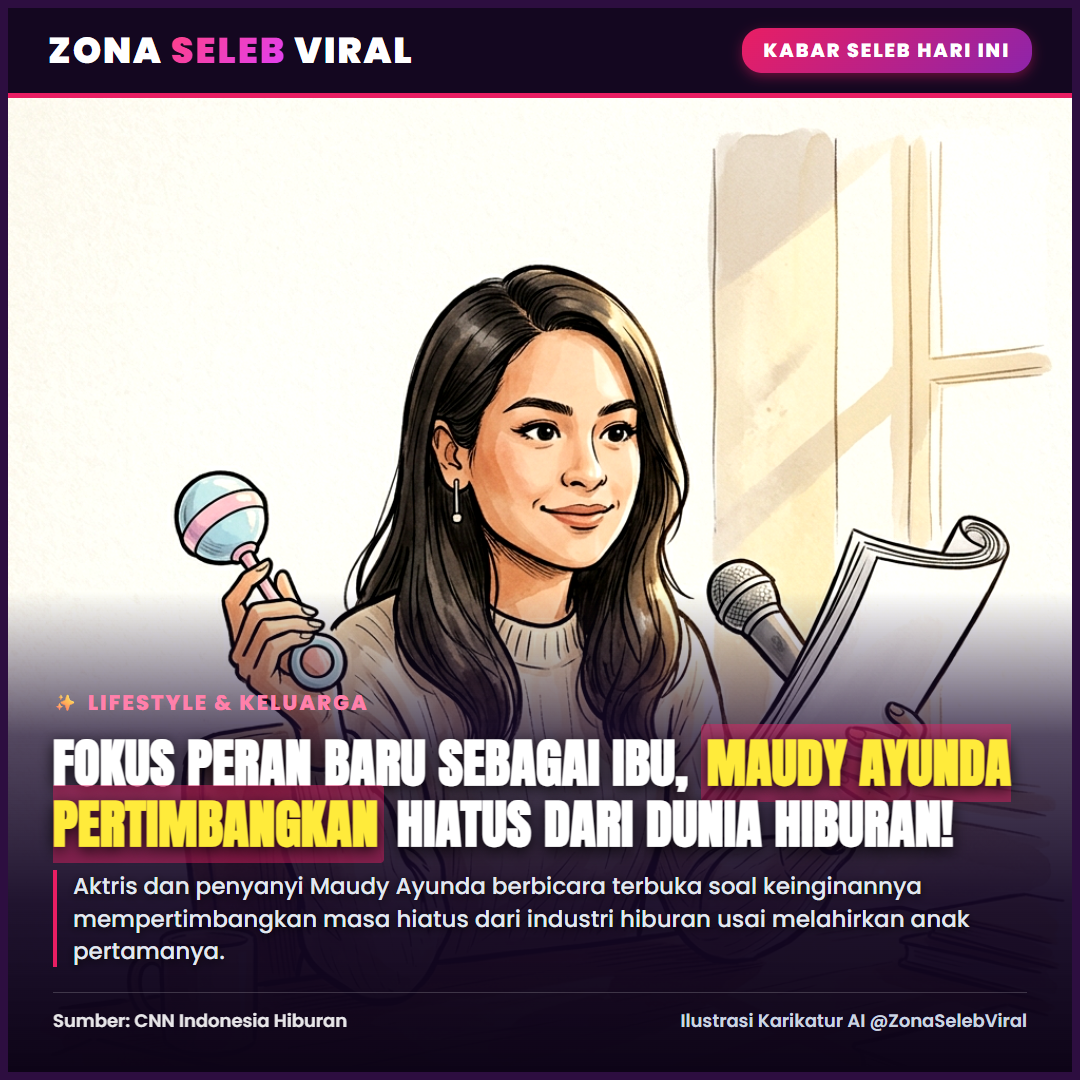 ZONA SELEB VIRAL
KABAR SELEB HARI INI
✨ LIFESTYLE & KELUARGA
FOKUS PERAN BARU SEBAGAI IBU, MAUDY AYUNDA
PERTIMBANGKAN HIATUS DARI DUNIA HIBURAN!
Aktris dan penyanyi Maudy Ayunda berbicara terbuka soal keinginannya
mempertimbangkan masa hiatus dari industri hiburan usai melahirkan anak
pertamanya.
Sumber: CNN Indonesia Hiburan
Ilustrasi Karikatur AI @ZonaSelebViral